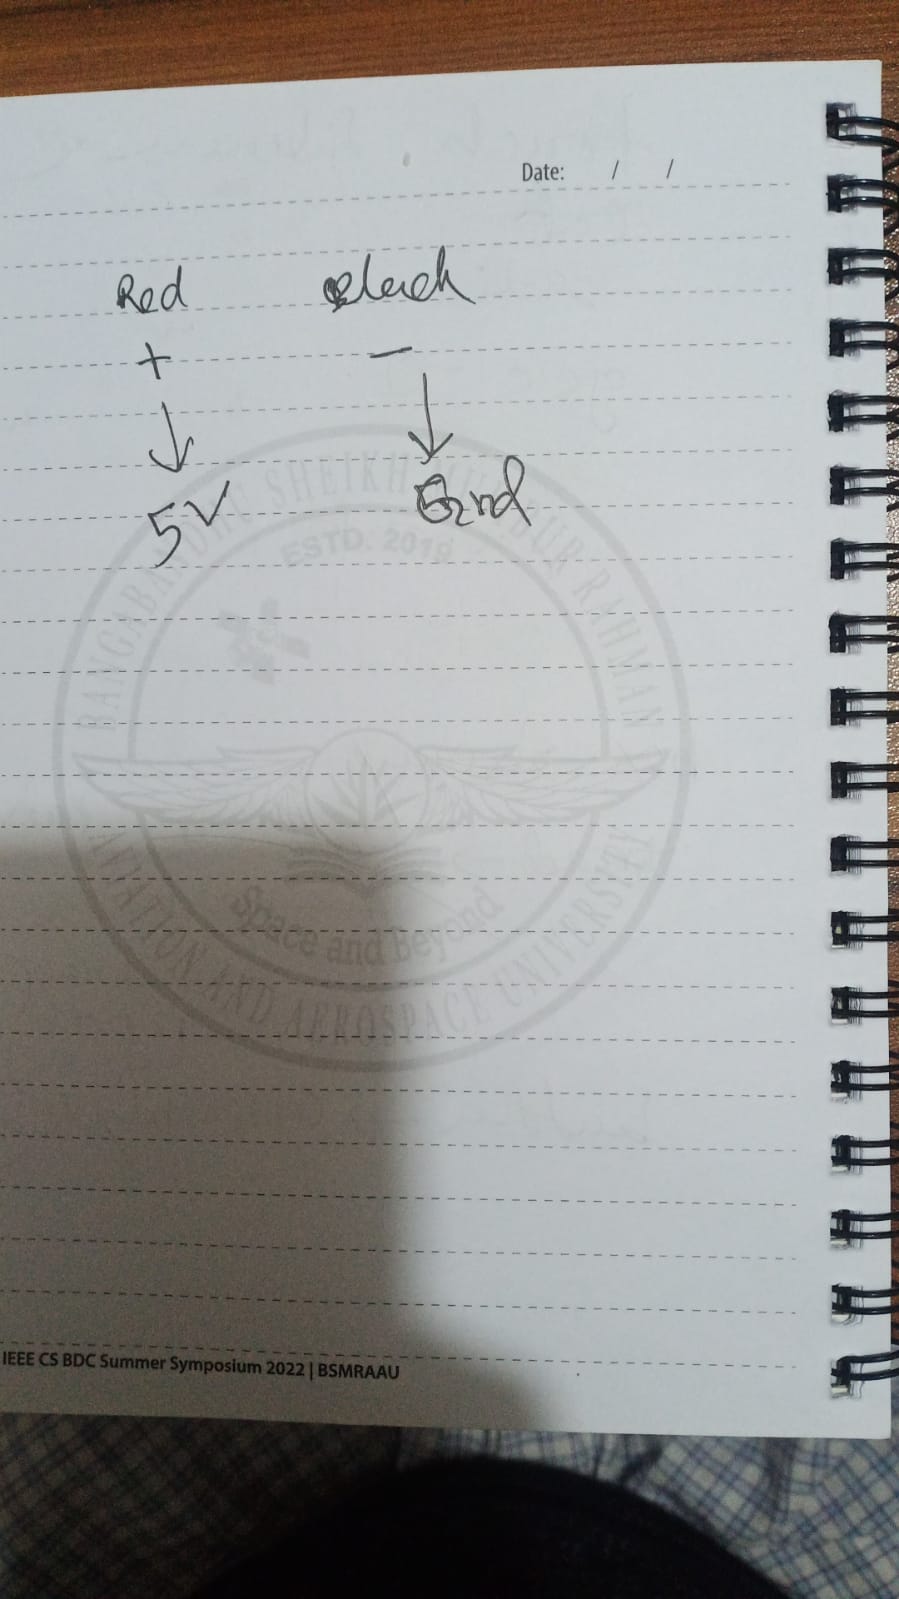 Date: / /
Red Black
+ —
↓ ↓
5V Gnd
BANGABANDHU SHEIKH MUJIBUR RAHMAN
ESTD. 2019
Space and Beyond
AVIATION AND AEROSPACE UNIVERSITY
IEEE CS BDC Summer Symposium 2022 | BSMRAAU